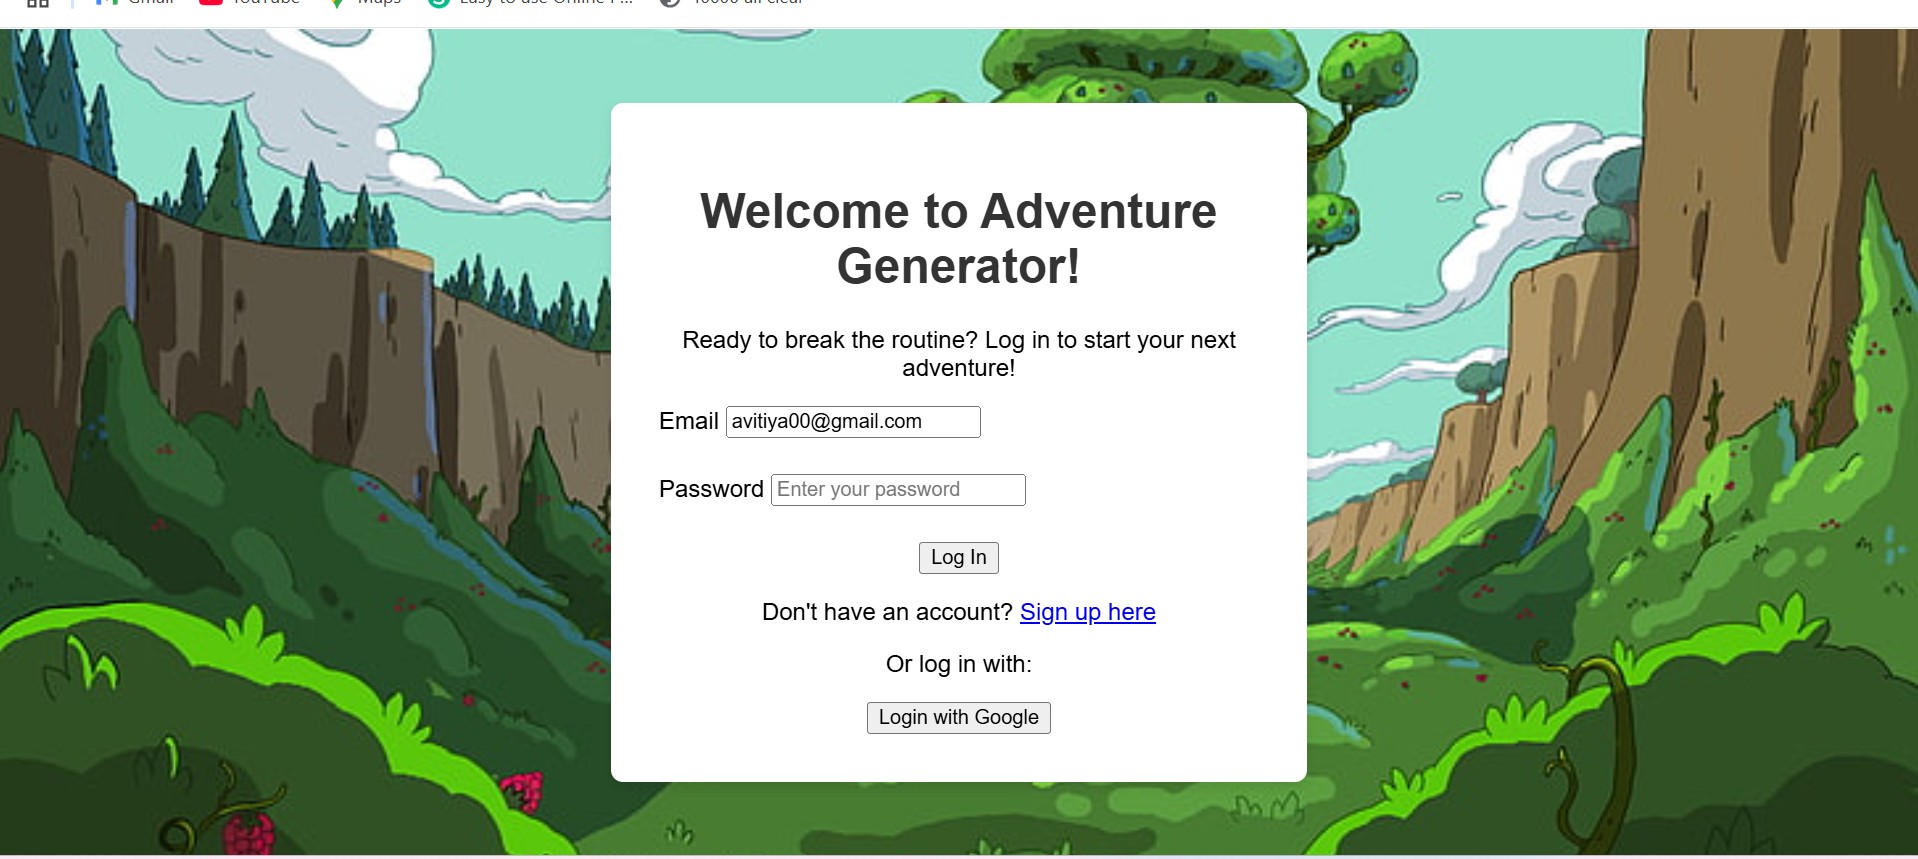 Welcome to Adventure
Generator!
Ready to break the routine? Log in to start your next
adventure!
Email avitiya00@gmail.com
Password Enter your password
Log In
Don't have an account? Sign up here
Or log in with:
Login with Google